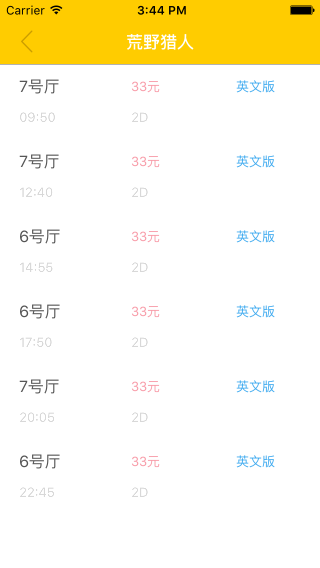 Carrier 3:44 PM
荒野猎人
7号厅 33元 英文版
09:50 2D
7号厅 33元 英文版
12:40 2D
6号厅 33元 英文版
14:55 2D
6号厅 33元 英文版
17:50 2D
7号厅 33元 英文版
20:05 2D
6号厅 33元 英文版
22:45 2D